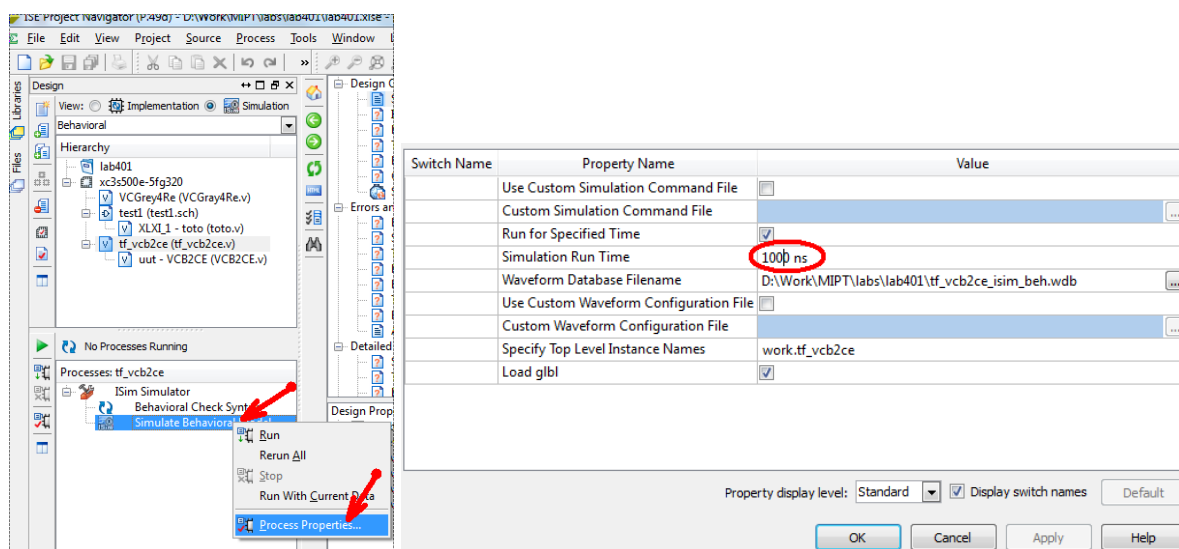 ISE Project Navigator (P.49d) - D:\Work\MIPT\labs\lab401\lab401.xise -
File Edit View Project Source Process Tools Window
»
Libraries
Files
Design
View: Implementation Simulation
Behavioral
Hierarchy
lab401
xc3s500e-5fg320
VCGrey4Re (VCGray4Re.v)
test1 (test1.sch)
XLXI_1 - toto (toto.v)
tf_vcb2ce (tf_vcb2ce.v)
uut - VCB2CE (VCB2CE.v)
No Processes Running
Processes: tf_vcb2ce
ISim Simulator
Behavioral Check Synt
Simulate Behavioral Model
Run
Rerun All
Stop
Run With Current Data
Process Properties...
Design
Errors an
Detailed
Design Prop
Switch Name Property Name Value
Use Custom Simulation Command File
Custom Simulation Command File
Run for Specified Time
Simulation Run Time 1000 ns
Waveform Database Filename D:\Work\MIPT\labs\lab401\tf_vcb2ce_isim_beh.wdb ...
Use Custom Waveform Configuration File
Custom Waveform Configuration File
Specify Top Level Instance Names work.tf_vcb2ce
Load glbl
Property display level: Standard Display switch names Default
OK Cancel Apply Help